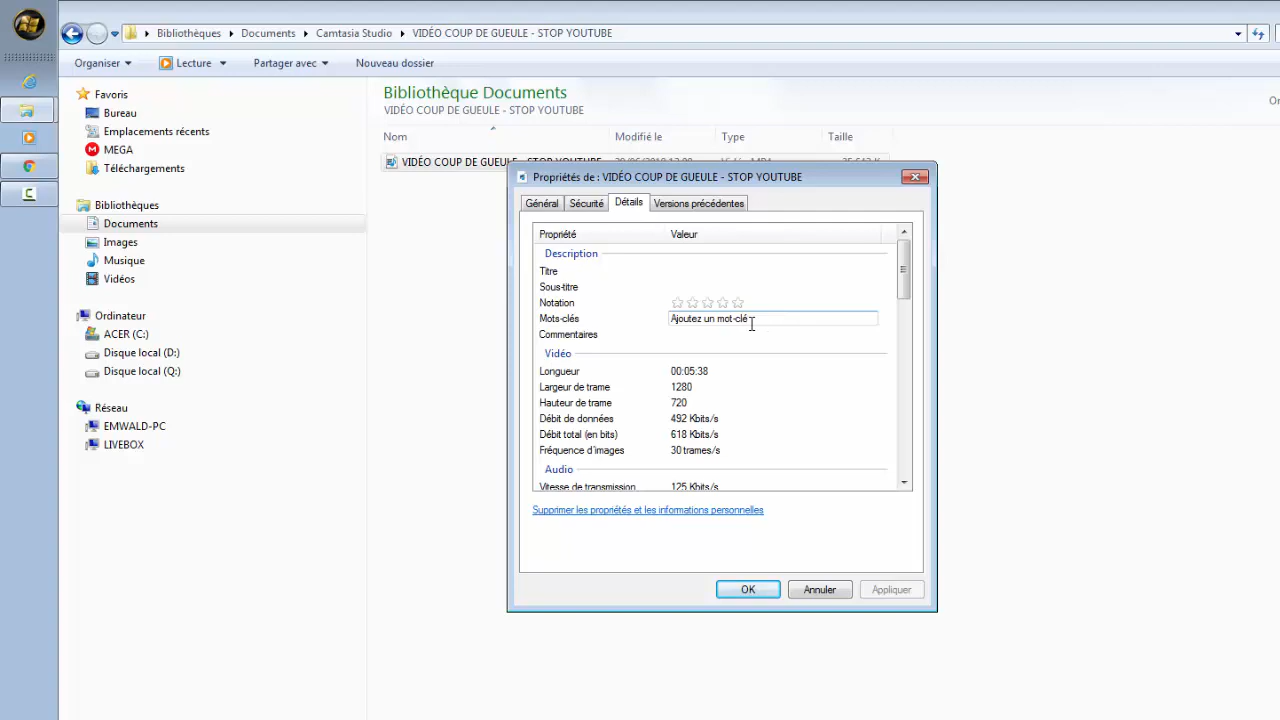 Bibliothèques Documents Camtasia Studio VIDÉO COUP DE GUEULE - STOP YOUTUBE
Organiser Lecture Partager avec Nouveau dossier
Favoris
Bureau
Emplacements récents
MEGA
Téléchargements
Bibliothèques
Documents
Images
Musique
Vidéos
Ordinateur
ACER (C:)
Disque local (D:)
Disque local (Q:)
Réseau
EMWALD-PC
LIVEBOX
Bibliothèque Documents
VIDÉO COUP DE GUEULE - STOP YOUTUBE
Nom Modifié le Type Taille
VIDÉO COUP DE GUEULE - STOP YOUTUBE
Propriétés de : VIDÉO COUP DE GUEULE - STOP YOUTUBE
Général Sécurité Détails Versions précédentes
Propriété Valeur
Description
Titre
Sous-titre
Notation
Mots-clés Ajoutez un mot-clé
Commentaires
Vidéo
Longueur 00:05:38
Largeur de trame 1280
Hauteur de trame 720
Débit de données 492 Kbits/s
Débit total (en bits) 618 Kbits/s
Fréquence d'images 30 trames/s
Audio
Vitesse de transmission 125 Kbits/s
Supprimer les propriétés et les informations personnelles
OK Annuler Appliquer